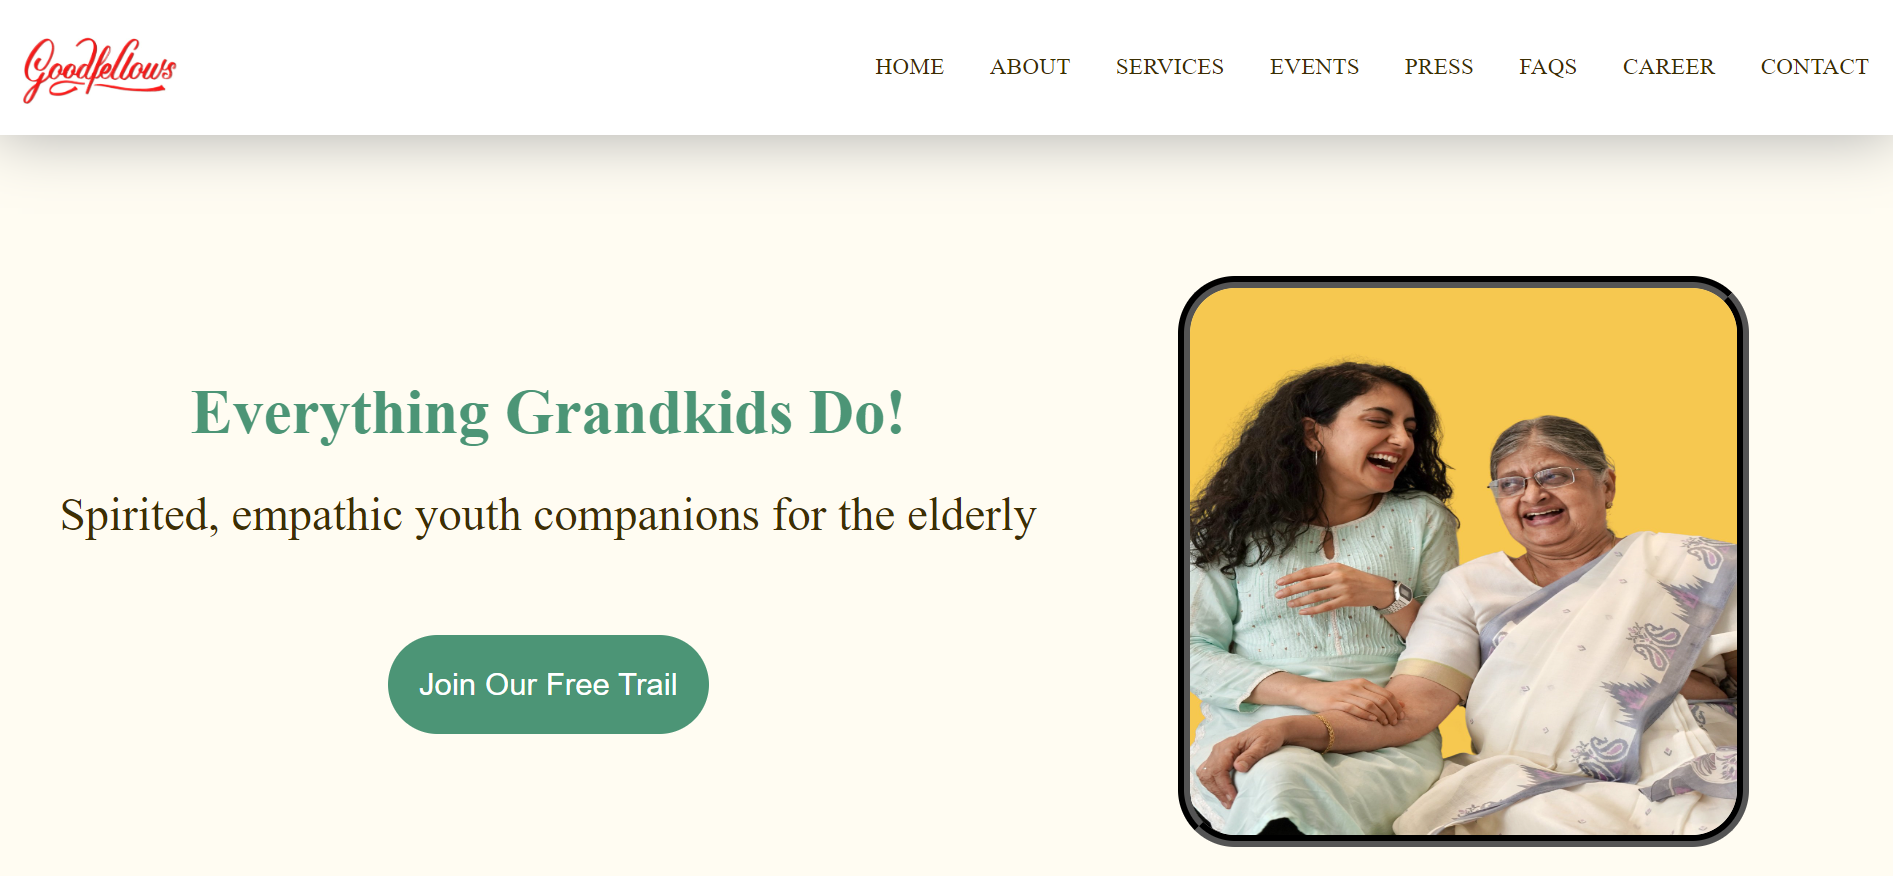 Goodfellows
HOME ABOUT SERVICES EVENTS PRESS FAQS CAREER CONTACT
Everything Grandkids Do!
Spirited, empathic youth companions for the elderly
Join Our Free Trail